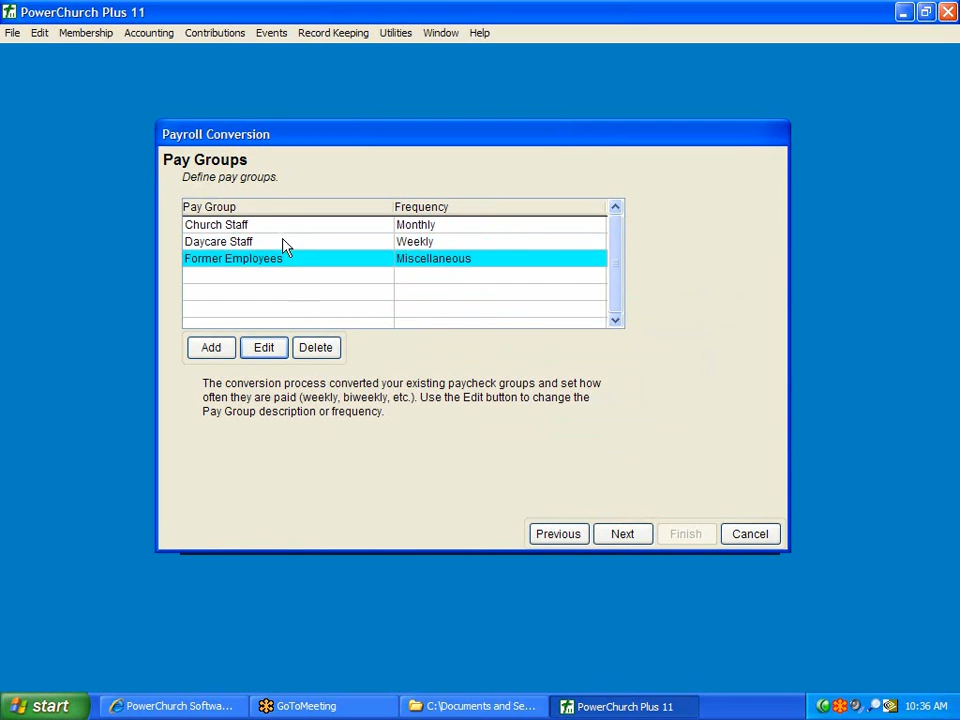 PowerChurch Plus 11
File Edit Membership Accounting Contributions Events Record Keeping Utilities Window Help
Payroll Conversion
Pay Groups
Define pay groups.
Pay Group Frequency
Church Staff Monthly
Daycare Staff Weekly
Former Employees Miscellaneous
Add Edit Delete
The conversion process converted your existing paycheck groups and set how
often they are paid (weekly, biweekly, etc.). Use the Edit button to change the
Pay Group description or frequency.
Previous Next Finish Cancel
start PowerChurch Softwa... GoToMeeting C:\Documents and Se... PowerChurch Plus 11 10:36 AM